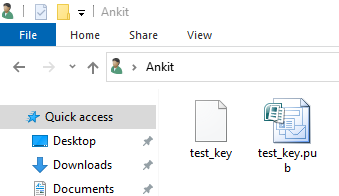 Ankit
File
Home
Share
View
Ankit
Quick access
Desktop
Downloads
Documents
test_key
test_key.pu
b